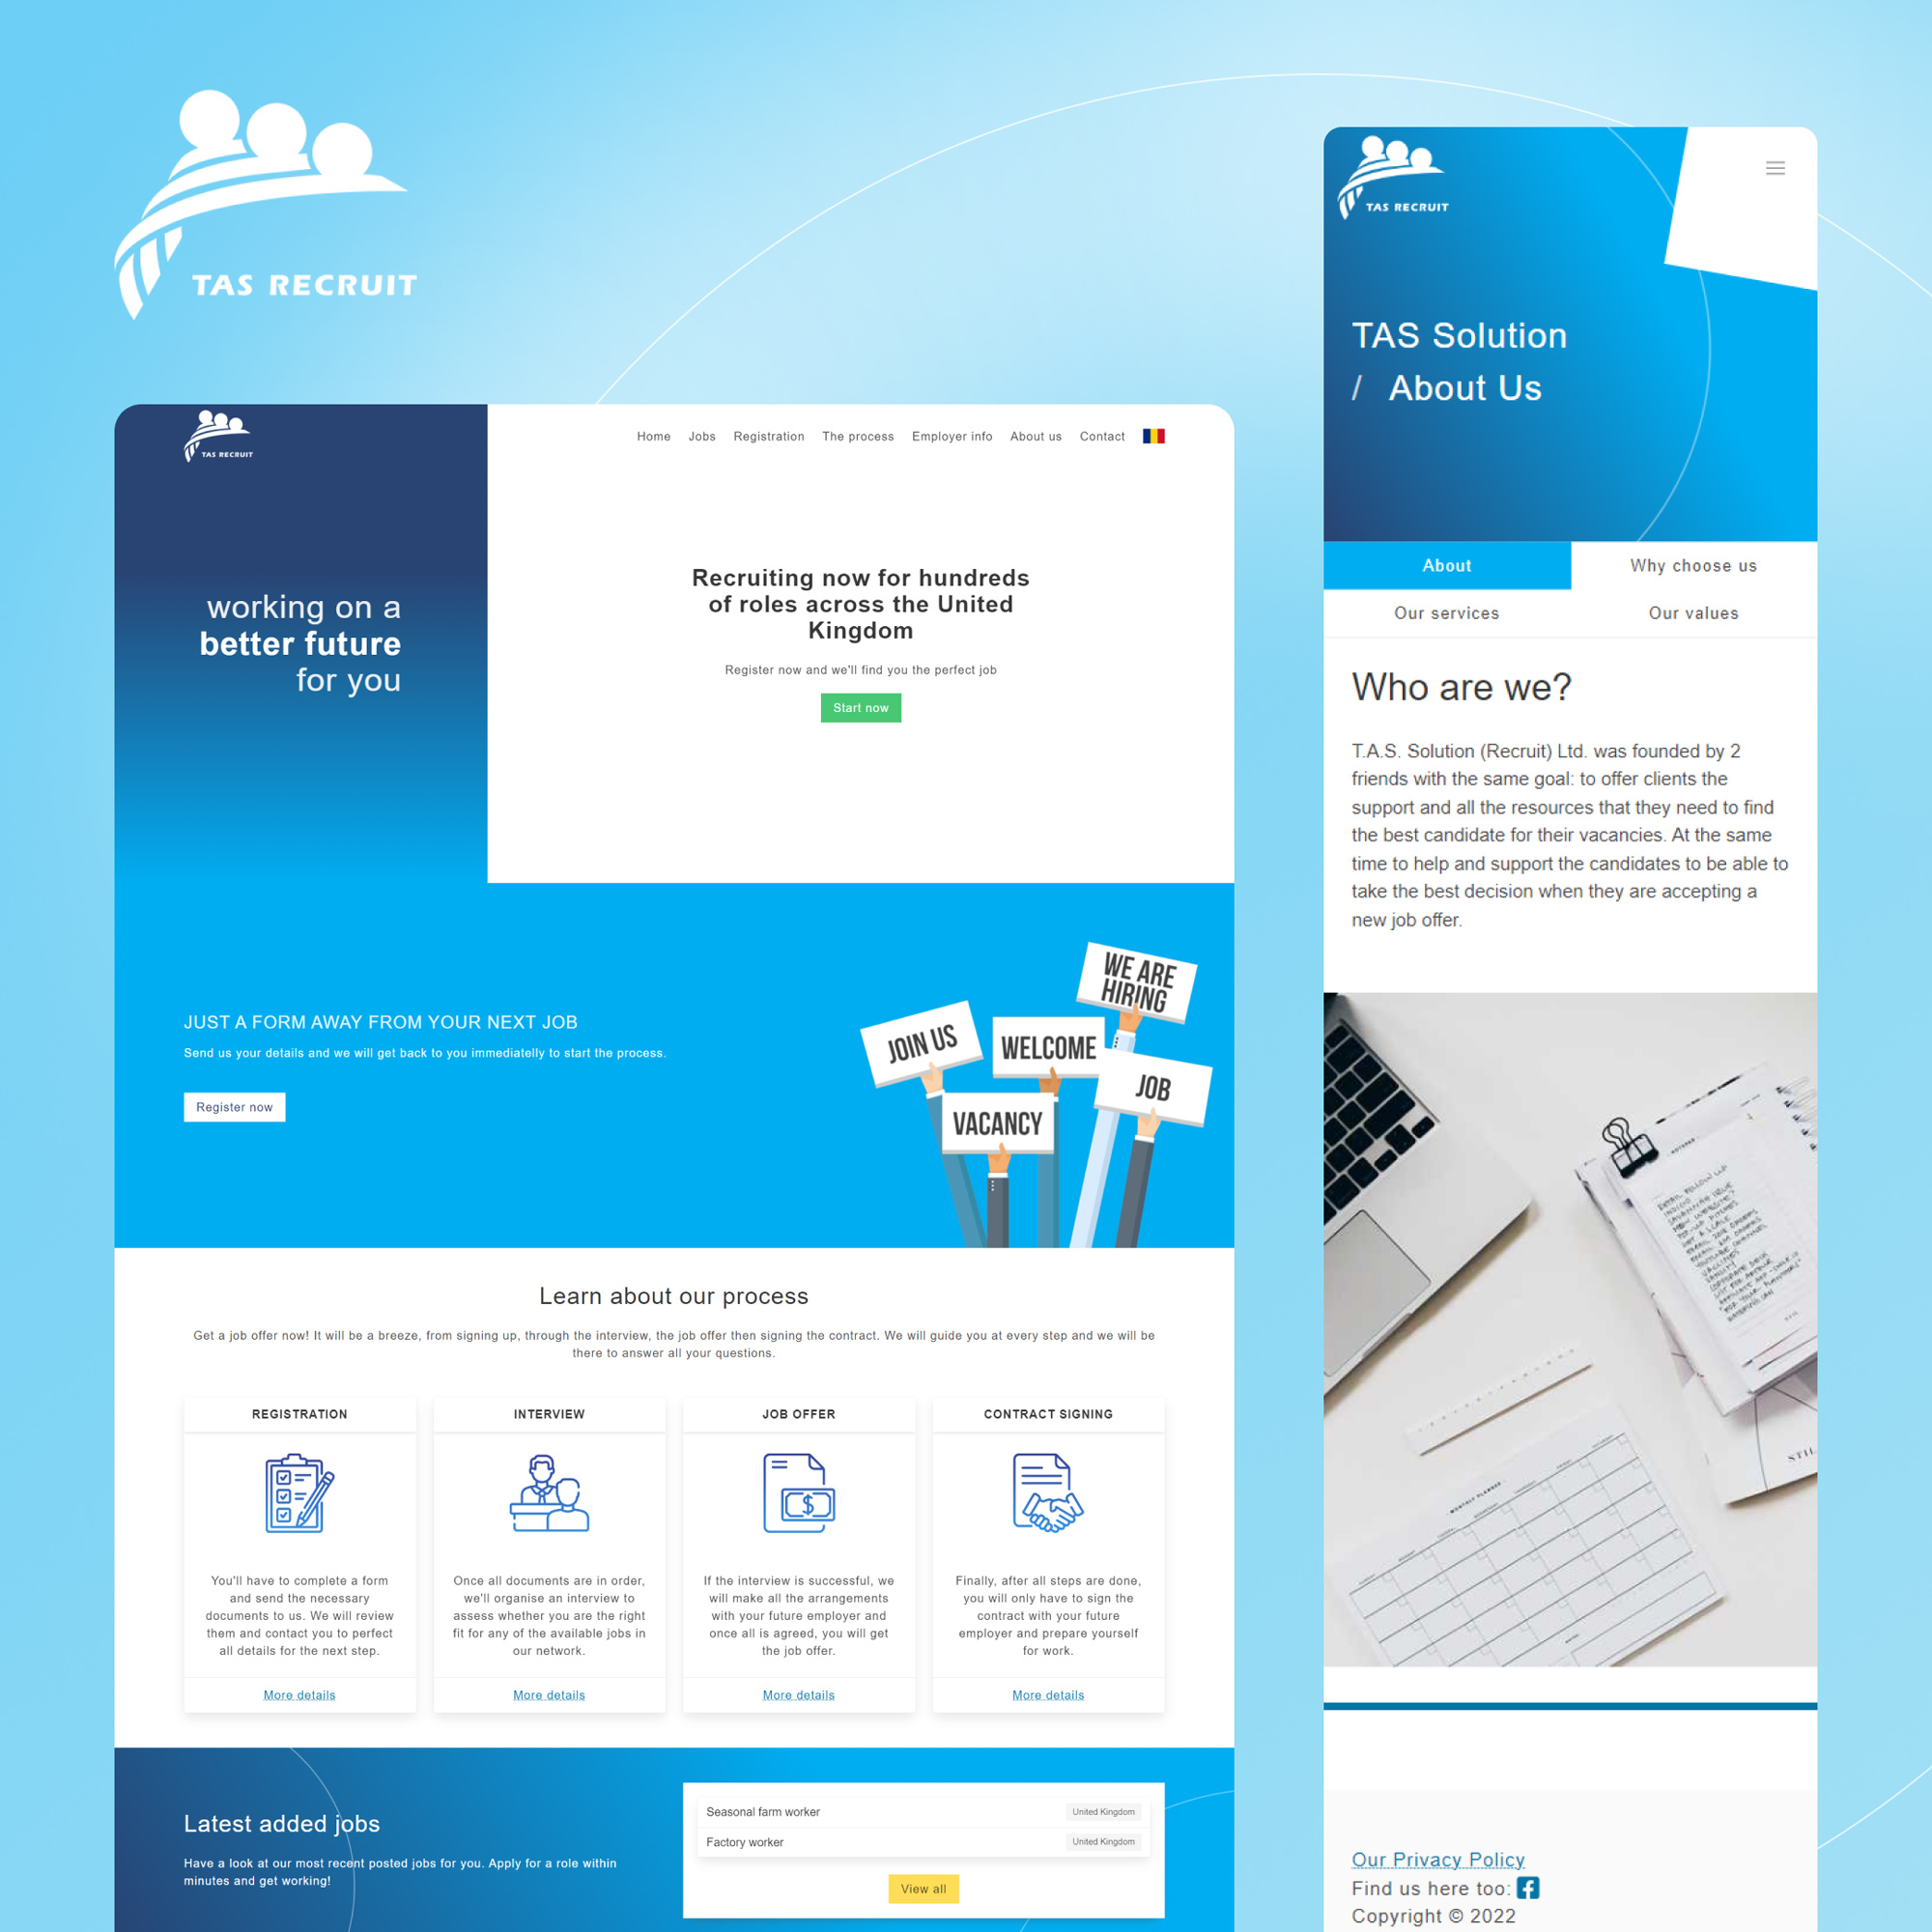 TAS RECRUIT
TAS RECRUIT
Home Jobs Registration The process Employer info About us Contact
working on a
better future
for you
Recruiting now for hundreds
of roles across the United
Kingdom
Register now and we'll find you the perfect job
Start now
JUST A FORM AWAY FROM YOUR NEXT JOB
Send us your details and we will get back to you immediatelly to start the process.
Register now
WE ARE
HIRING
JOIN US
WELCOME
JOB
VACANCY
Learn about our process
Get a job offer now! It will be a breeze, from signing up, through the interview, the job offer then signing the contract. We will guide you at every step and we will be
there to answer all your questions.
REGISTRATION
You'll have to complete a form
and send the necessary
documents to us. We will review
them and contact you to perfect
all details for the next step.
More details
INTERVIEW
Once all documents are in order,
we'll organise an interview to
assess whether you are the right
fit for any of the available jobs in
our network.
More details
JOB OFFER
$
If the interview is successful, we
will make all the arrangements
with your future employer and
once all is agreed, you will get
the job offer.
More details
CONTRACT SIGNING
Finally, after all steps are done,
you will only have to sign the
contract with your future
employer and prepare yourself
for work.
More details
Latest added jobs
Have a look at our most recent posted jobs for you. Apply for a role within
minutes and get working!
Seasonal farm worker United Kingdom
Factory worker United Kingdom
View all
TAS RECRUIT
TAS Solution
/ About Us
About Why choose us
Our services Our values
Who are we?
T.A.S. Solution (Recruit) Ltd. was founded by 2
friends with the same goal: to offer clients the
support and all the resources that they need to find
the best candidate for their vacancies. At the same
time to help and support the candidates to be able to
take the best decision when they are accepting a
new job offer.
MONTHLY PLANNER
Our Privacy Policy
Find us here too:
Copyright © 2022